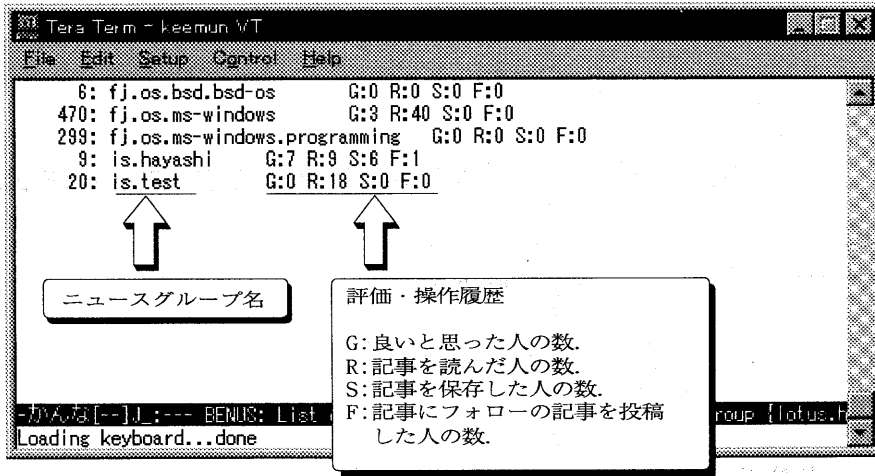 Tera Term - keemun VT
File Edit Setup Control Help
6: fj.os.bsd.bsd-os G:0 R:0 S:0 F:0
470: fj.os.ms-windows G:3 R:40 S:0 F:0
299: fj.os.ms-windows.programming G:0 R:0 S:0 F:0
9: is.hayashi G:7 R:9 S:6 F:1
20: is.test G:0 R:18 S:0 F:0
ニュースグループ名
評価・操作履歴
G:良いと思った人の数.
R:記事を読んだ人の数.
S:記事を保存した人の数.
F:記事にフォローの記事を投稿
した人の数.
-かんな[--]J_:--- BENUS: List roup {lotus.h
Loading keyboard...done